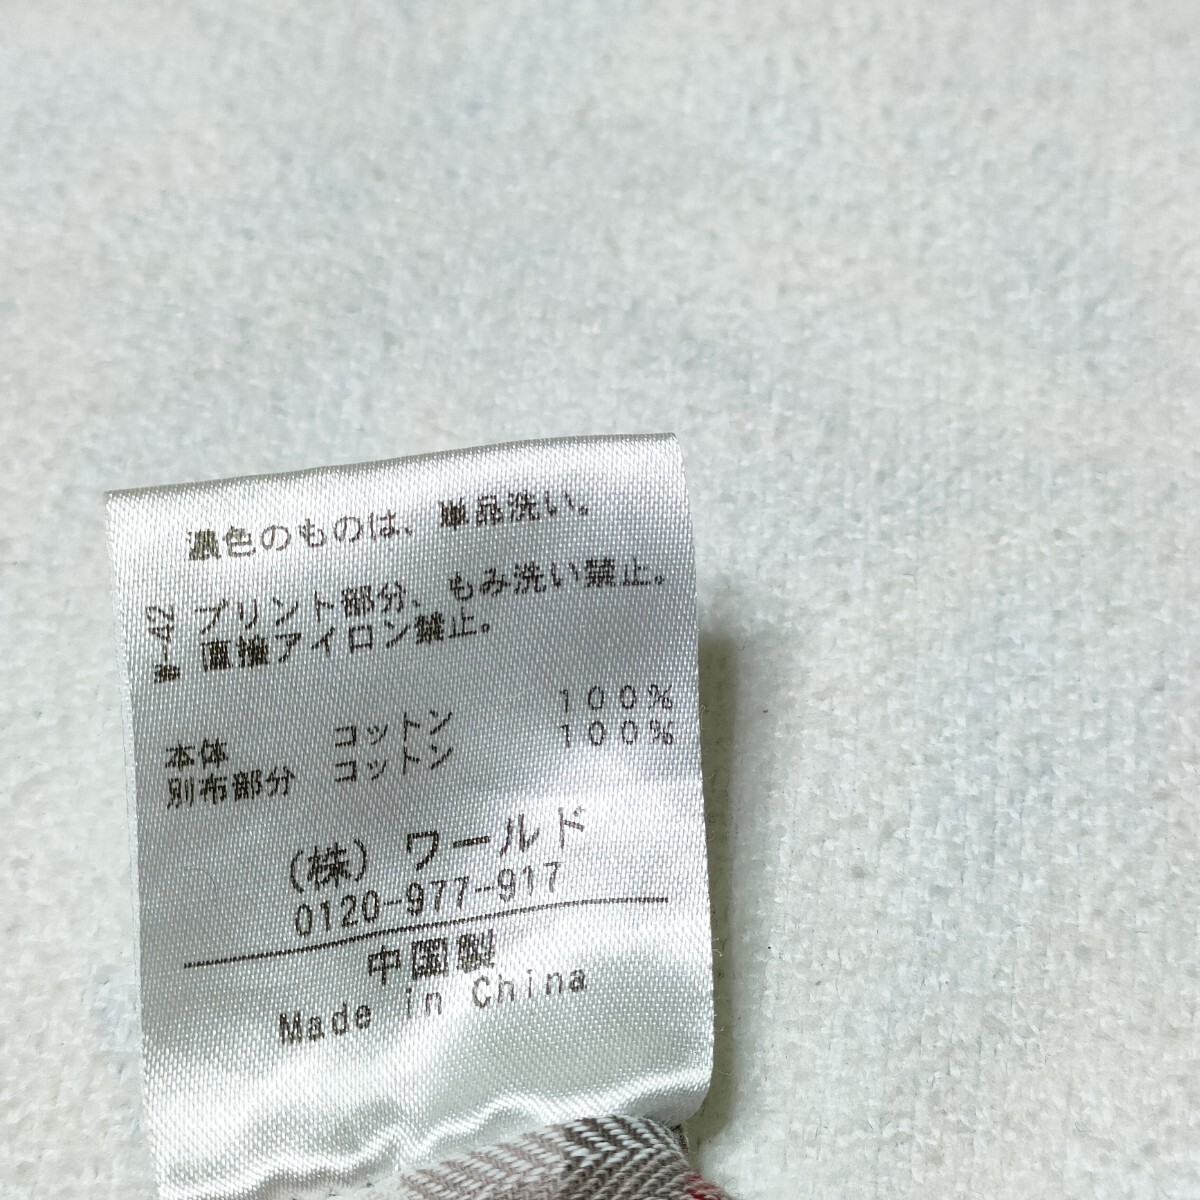 濃色のものは、単品洗い。
プリント部分、もみ洗い禁止。
直接アイロン禁止。
本体 コットン 100%
別布部分 コットン 100%
(株) ワールド
0120-977-917
中国製
Made in China